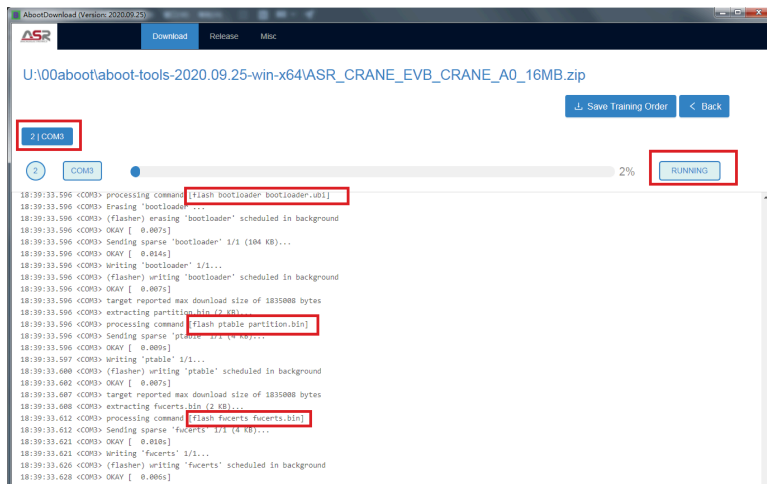 AbootDownload (Version: 2020.09.25)
ASR
Download Release Misc
U:\00aboot\aboot-tools-2020.09.25-win-x64\ASR_CRANE_EVB_CRANE_A0_16MB.zip
Save Training Order Back
2 | COM3
2 COM3 2% RUNNING
18:39:33.596 <COM3> processing command [flash bootloader bootloader.ubi]
18:39:33.596 <COM3> Erasing 'bootloader' ...
18:39:33.596 <COM3> (flasher) erasing 'bootloader' scheduled in background
18:39:33.596 <COM3> OKAY [ 0.007s]
18:39:33.596 <COM3> Sending sparse 'bootloader' 1/1 (104 KB)...
18:39:33.596 <COM3> OKAY [ 0.014s]
18:39:33.596 <COM3> Writing 'bootloader' 1/1...
18:39:33.596 <COM3> (flasher) writing 'bootloader' scheduled in background
18:39:33.596 <COM3> OKAY [ 0.007s]
18:39:33.596 <COM3> target reported max download size of 1835008 bytes
18:39:33.596 <COM3> extracting partition.bin (2 KB)...
18:39:33.596 <COM3> processing command [flash ptable partition.bin]
18:39:33.596 <COM3> Sending sparse 'ptable' 1/1 (4 KB)...
18:39:33.596 <COM3> OKAY [ 0.009s]
18:39:33.597 <COM3> Writing 'ptable' 1/1...
18:39:33.600 <COM3> (flasher) writing 'ptable' scheduled in background
18:39:33.602 <COM3> OKAY [ 0.007s]
18:39:33.607 <COM3> target reported max download size of 1835008 bytes
18:39:33.608 <COM3> extracting fwcerts.bin (2 KB)...
18:39:33.612 <COM3> processing command [flash fwcerts fwcerts.bin]
18:39:33.612 <COM3> Sending sparse 'fwcerts' 1/1 (4 KB)...
18:39:33.621 <COM3> OKAY [ 0.010s]
18:39:33.621 <COM3> Writing 'fwcerts' 1/1...
18:39:33.626 <COM3> (flasher) writing 'fwcerts' scheduled in background
18:39:33.628 <COM3> OKAY [ 0.006s]